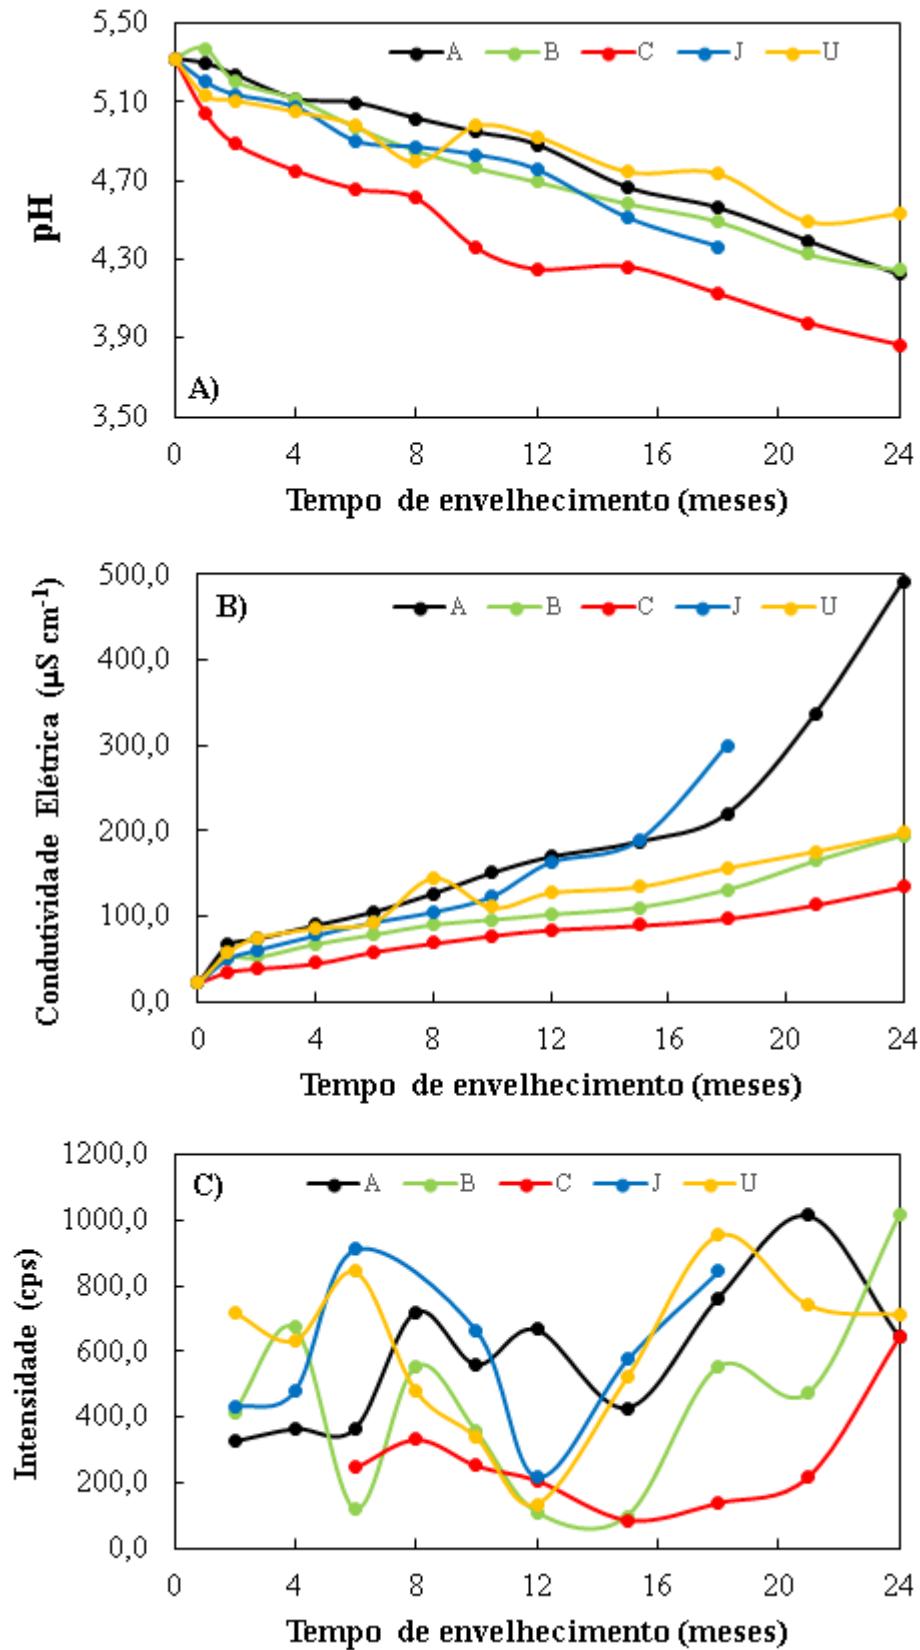 5,50
A B C J U
5,10
4,70
pH
4,30
3,90
A)
3,50
0 4 8 12 16 20 24
Tempo de envelhecimento (meses)
500,0
B)
A B C J U
400,0
300,0
200,0
100,0
0,0
Condutividade Elétrica (µS cm⁻¹)
0 4 8 12 16 20 24
Tempo de envelhecimento (meses)
1200,0
C)
A B C J U
1000,0
800,0
600,0
400,0
200,0
0,0
Intensidade (cps)
0 4 8 12 16 20 24
Tempo de envelhecimento (meses)